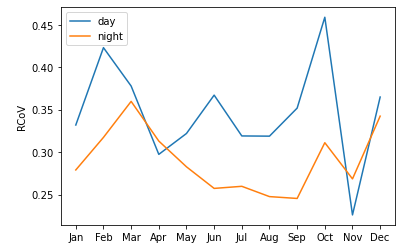 day
night
0.45
0.40
0.35
0.30
0.25
RCoV
Jan Feb Mar Apr May Jun Jul Aug Sep Oct Nov Dec